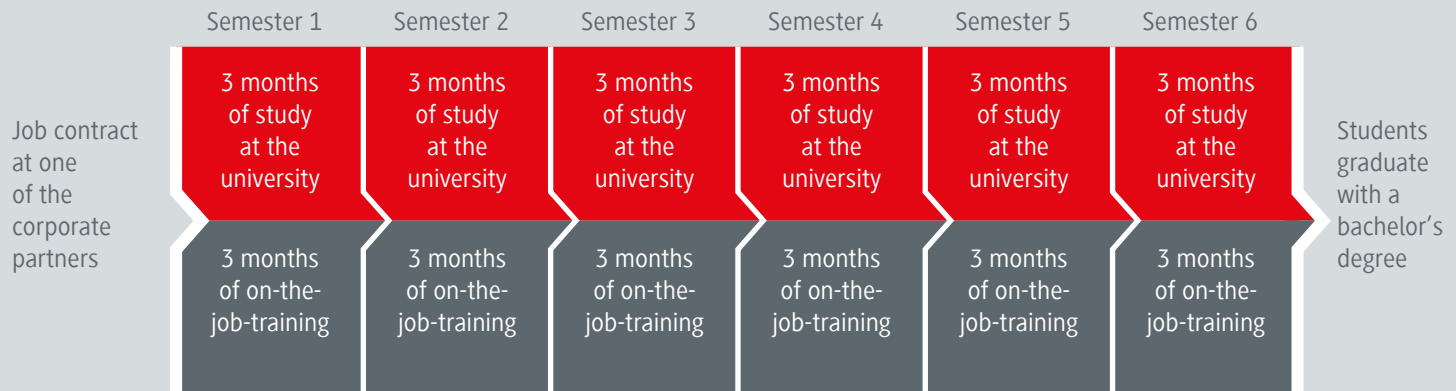 Job contract
at one
of the
corporate
partners
Semester 1
3 months
of study
at the
university
3 months
of on-the-
job-training
Semester 2
3 months
of study
at the
university
3 months
of on-the-
job-training
Semester 3
3 months
of study
at the
university
3 months
of on-the-
job-training
Semester 4
3 months
of study
at the
university
3 months
of on-the-
job-training
Semester 5
3 months
of study
at the
university
3 months
of on-the-
job-training
Semester 6
3 months
of study
at the
university
3 months
of on-the-
job-training
Students
graduate
with a
bachelor’s
degree